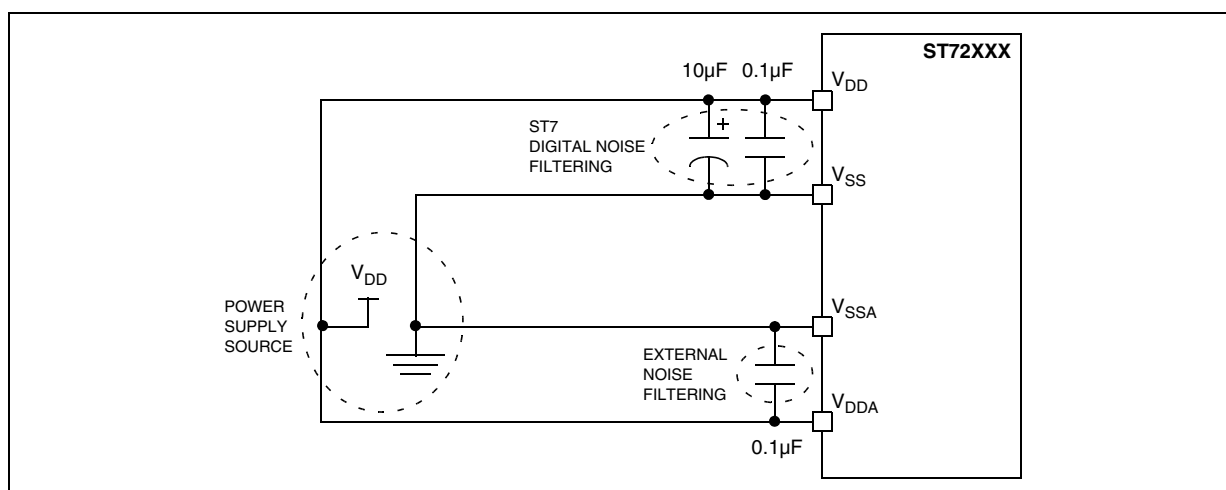 ST72XXX
10µF 0.1µF
VDD
ST7
DIGITAL NOISE
FILTERING
+
VSS
VDD
POWER
SUPPLY
SOURCE
VSSA
EXTERNAL
NOISE
FILTERING
VDDA
0.1µF